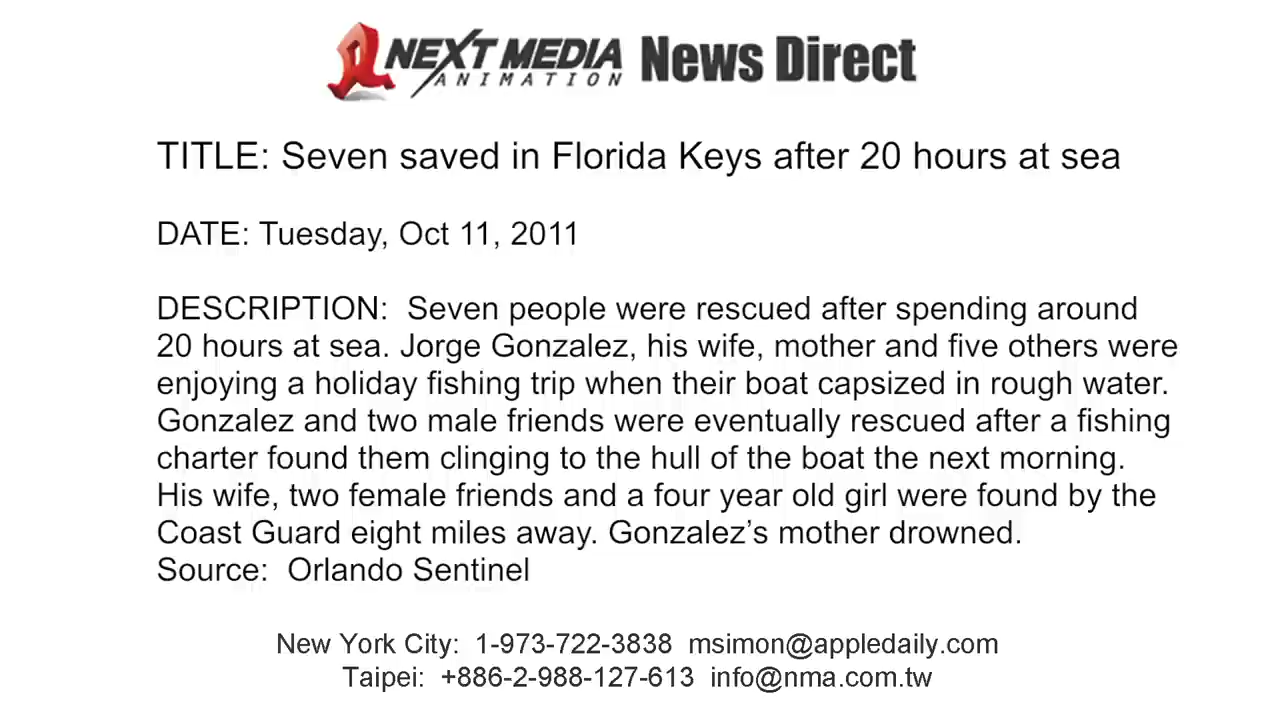 NEXT MEDIA ANIMATION News Direct
TITLE: Seven saved in Florida Keys after 20 hours at sea
DATE: Tuesday, Oct 11, 2011
DESCRIPTION:  Seven people were rescued after spending around
20 hours at sea. Jorge Gonzalez, his wife, mother and five others were
enjoying a holiday fishing trip when their boat capsized in rough water.
Gonzalez and two male friends were eventually rescued after a fishing
charter found them clinging to the hull of the boat the next morning.
His wife, two female friends and a four year old girl were found by the
Coast Guard eight miles away. Gonzalez’s mother drowned.
Source:  Orlando Sentinel
New York City:  1-973-722-3838  msimon@appledaily.com
Taipei:  +886-2-988-127-613  info@nma.com.tw